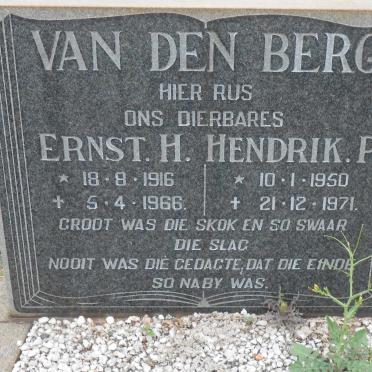 VAN DEN BERG
HIER RUS
ONS DIERBARES
ERNST. H. HENDRIK. P
* 18·8·1916 * 10·1·1950
+ 5·4·1966. + 21·12·1971.
GROOT WAS DIE SKOK EN SO SWAAR
DIE SLAG
NOOIT WAS DIÉ GEDAGTE, DAT DIE EINDE
SO NABY WAS.